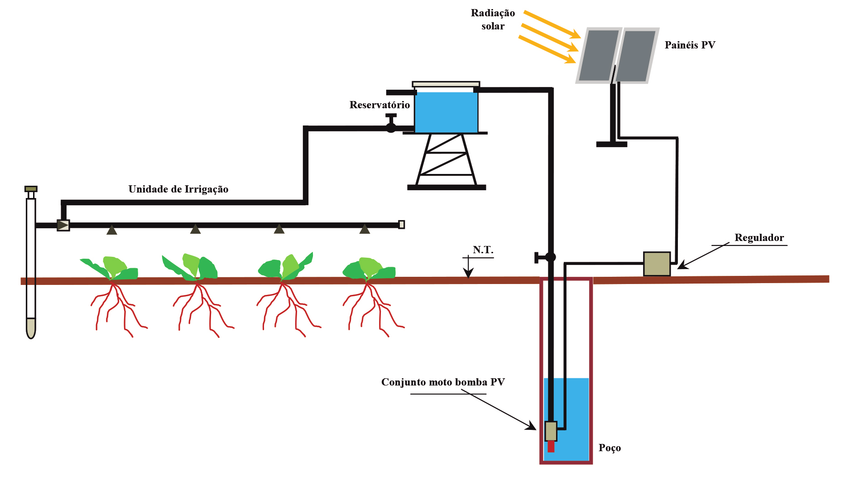 Radiação
solar
Painéis PV
Reservatório
Unidade de Irrigação
N.T.
Regulador
Conjunto moto bomba PV
Poço